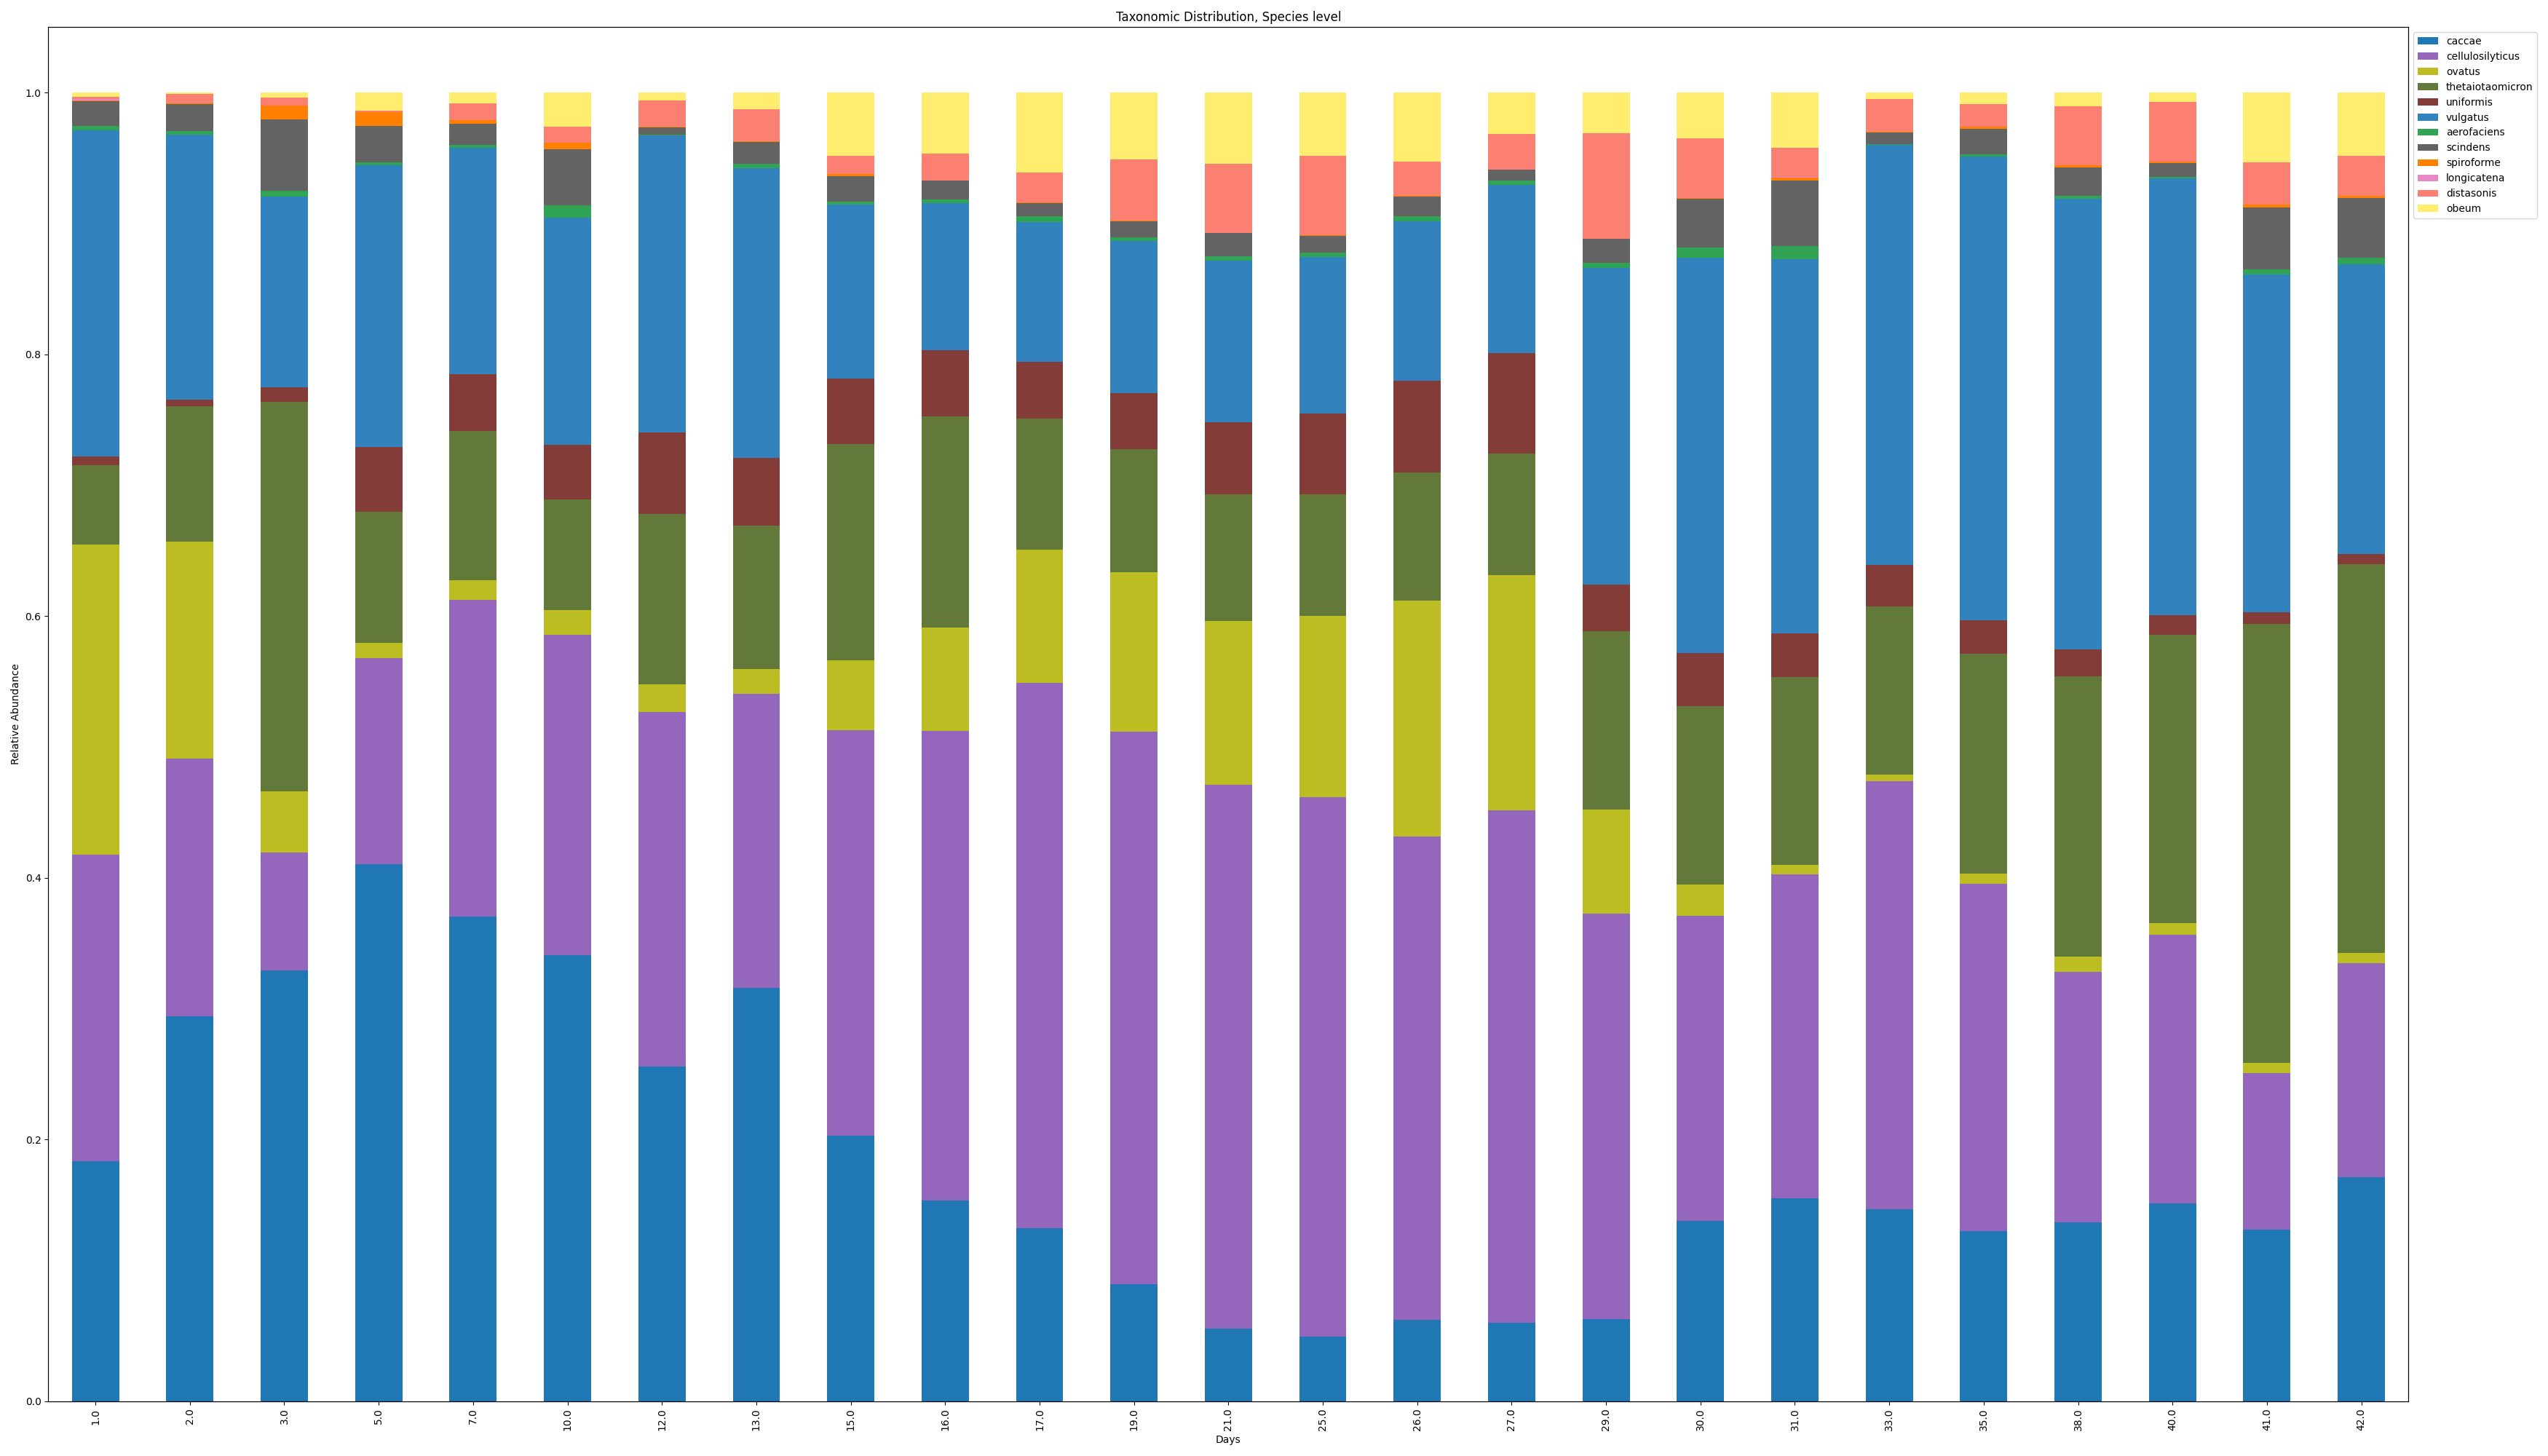 Taxonomic Distribution, Species level
caccae
cellulosilyticus
ovatus
thetaiotaomicron
uniformis
vulgatus
aerofaciens
scindens
spiroforme
longicatena
distasonis
obeum
Relative Abundance
1.0
0.8
0.6
0.4
0.2
0.0
1.0 2.0 3.0 5.0 7.0 10.0 12.0 13.0 15.0 16.0 17.0 19.0 21.0 25.0 26.0 27.0 29.0 30.0 31.0 33.0 35.0 38.0 40.0 41.0 42.0
Days